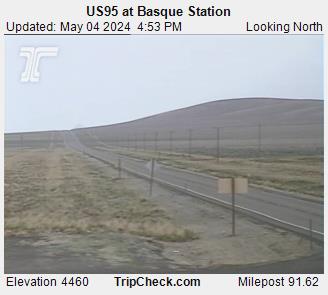 US95 at Basque Station
Updated: May 04 2024 4:53 PM Looking North
Elevation 4460 TripCheck.com Milepost 91.62